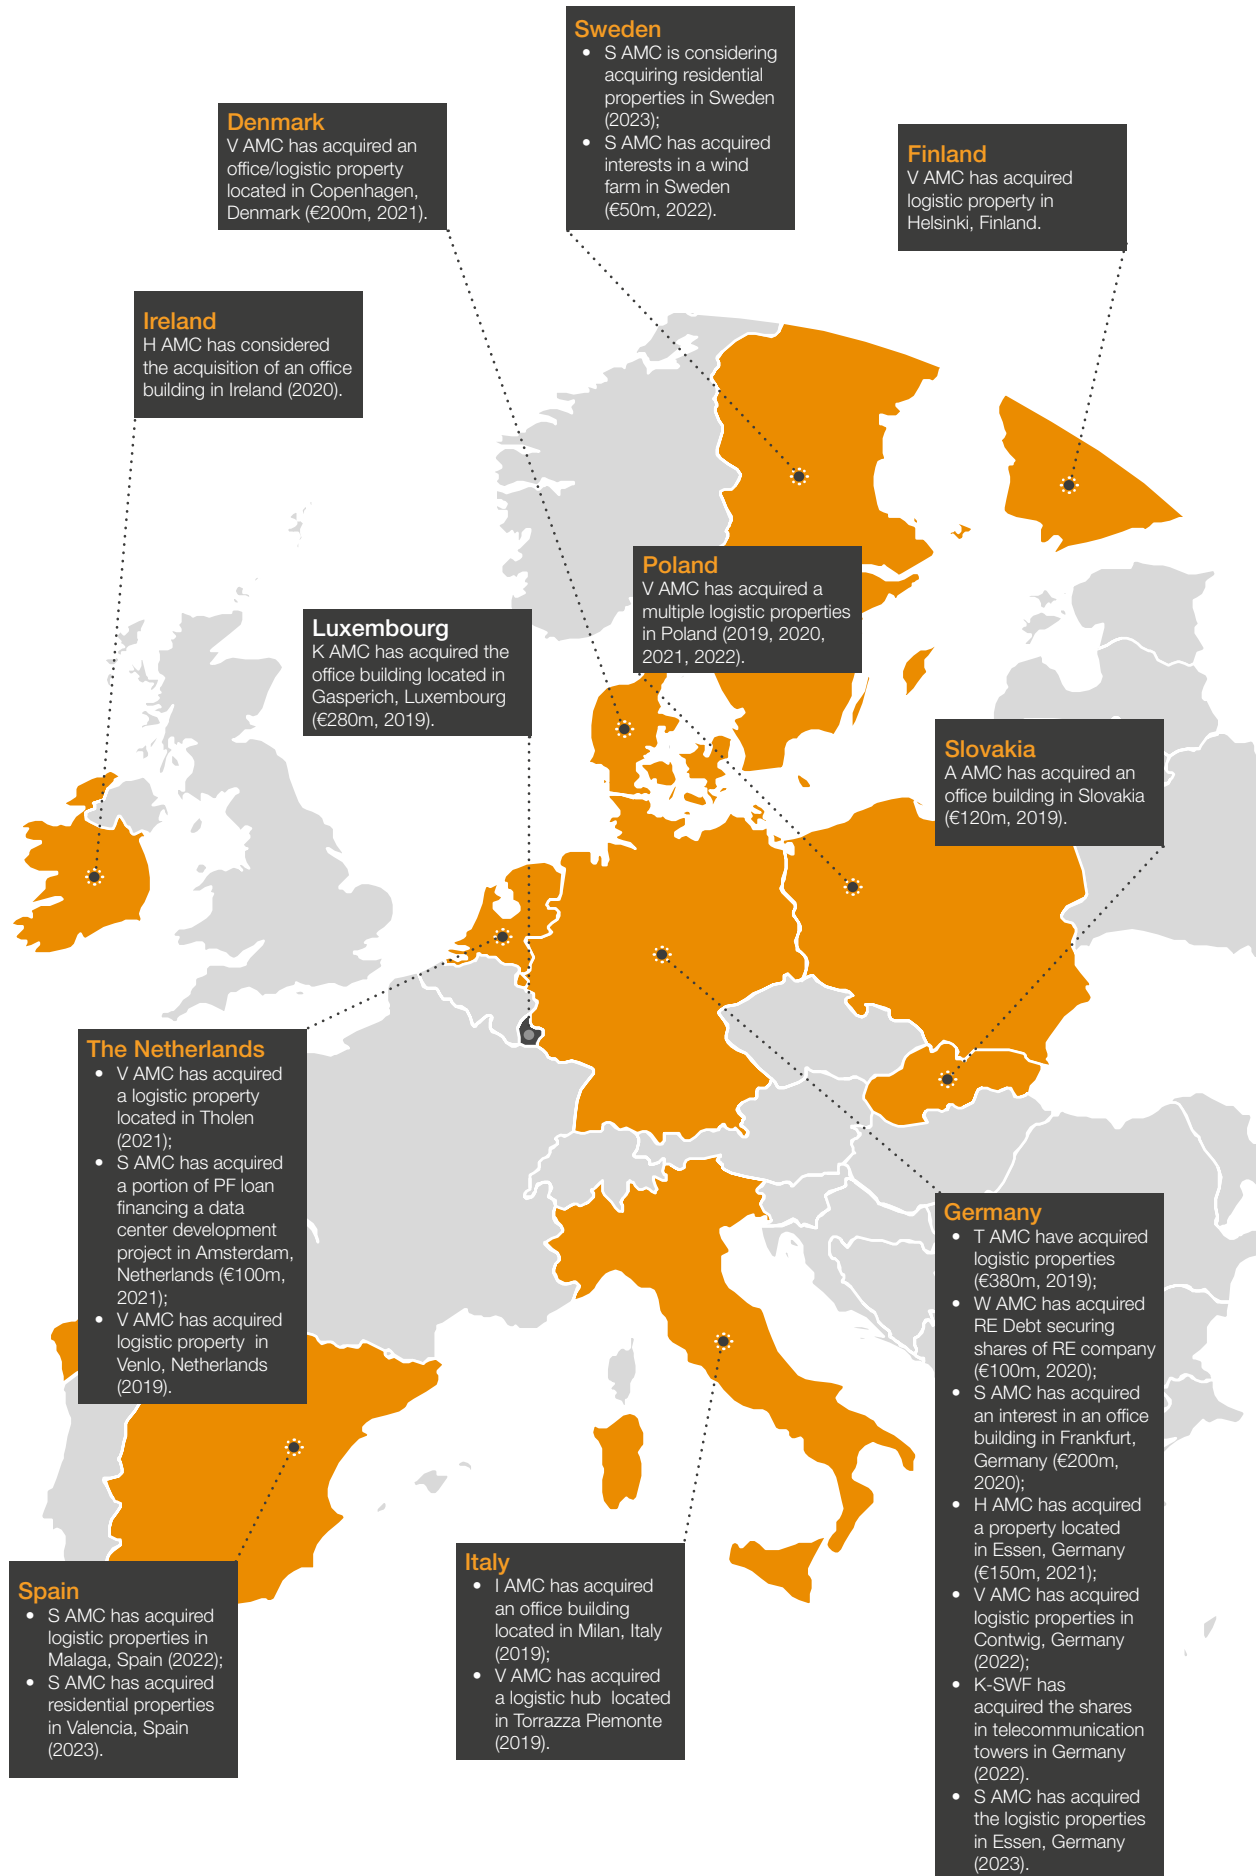 Sweden
• S AMC is considering
acquiring residential
properties in Sweden
(2023);
• S AMC has acquired
interests in a wind
farm in Sweden
(€50m, 2022).
Denmark
V AMC has acquired an
office/logistic property
located in Copenhagen,
Denmark (€200m, 2021).
Finland
V AMC has acquired
logistic property in
Helsinki, Finland.
Ireland
H AMC has considered
the acquisition of an office
building in Ireland (2020).
Poland
V AMC has acquired a
multiple logistic properties
in Poland (2019, 2020,
2021, 2022).
Luxembourg
K AMC has acquired the
office building located in
Gasperich, Luxembourg
(€280m, 2019).
Slovakia
A AMC has acquired an
office building in Slovakia
(€120m, 2019).
The Netherlands
• V AMC has acquired
a logistic property
located in Tholen
(2021);
• S AMC has acquired
a portion of PF loan
financing a data
center development
project in Amsterdam,
Netherlands (€100m,
2021);
• V AMC has acquired
logistic property in
Venlo, Netherlands
(2019).
Germany
• T AMC have acquired
logistic properties
(€380m, 2019);
• W AMC has acquired
RE Debt securing
shares of RE company
(€100m, 2020);
• S AMC has acquired
an interest in an office
building in Frankfurt,
Germany (€200m,
2020);
• H AMC has acquired
a property located
in Essen, Germany
(€150m, 2021);
• V AMC has acquired
logistic properties in
Contwig, Germany
(2022);
• K-SWF has
acquired the shares
in telecommunication
towers in Germany
(2022).
• S AMC has acquired
the logistic properties
in Essen, Germany
(2023).
Italy
• I AMC has acquired
an office building
located in Milan, Italy
(2019);
• V AMC has acquired
a logistic hub located
in Torrazza Piemonte
(2019).
Spain
• S AMC has acquired
logistic properties in
Malaga, Spain (2022);
• S AMC has acquired
residential properties
in Valencia, Spain
(2023).